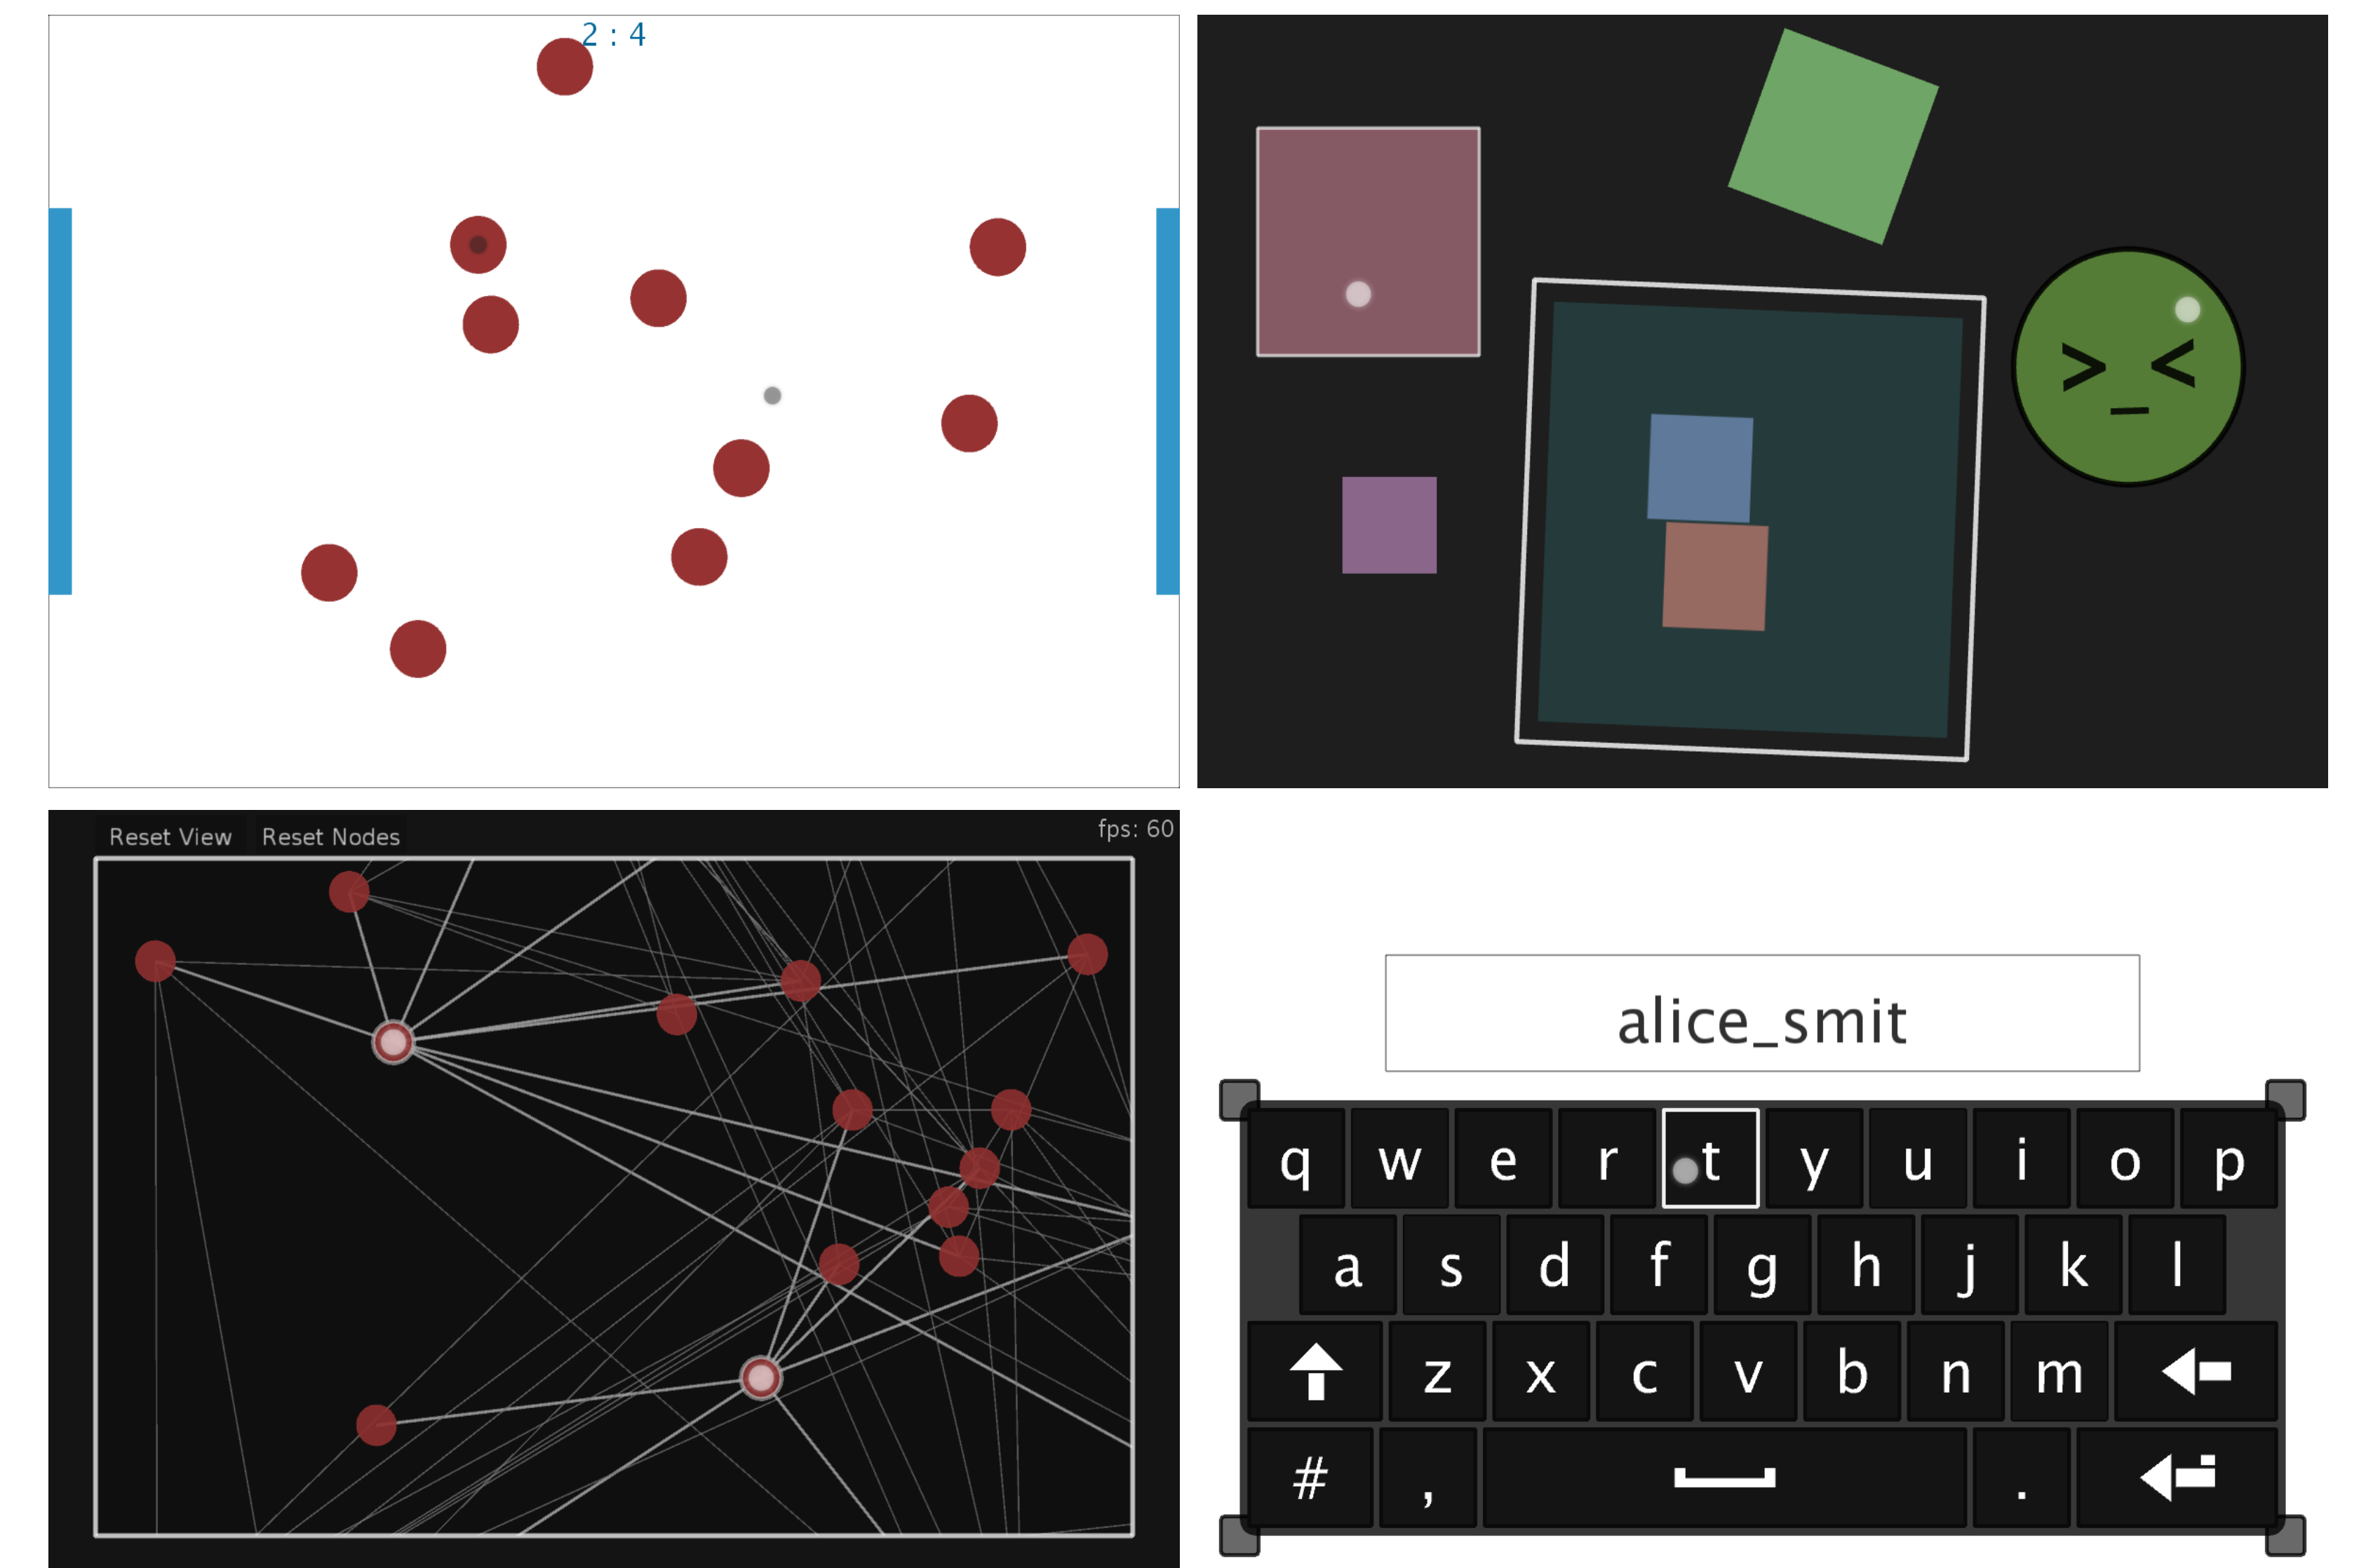 2 : 4
> _ <
Reset View Reset Nodes fps: 60
alice_smit
q w e r t y u i o p
a s d f g h j k l
z x c v b n m
# , .